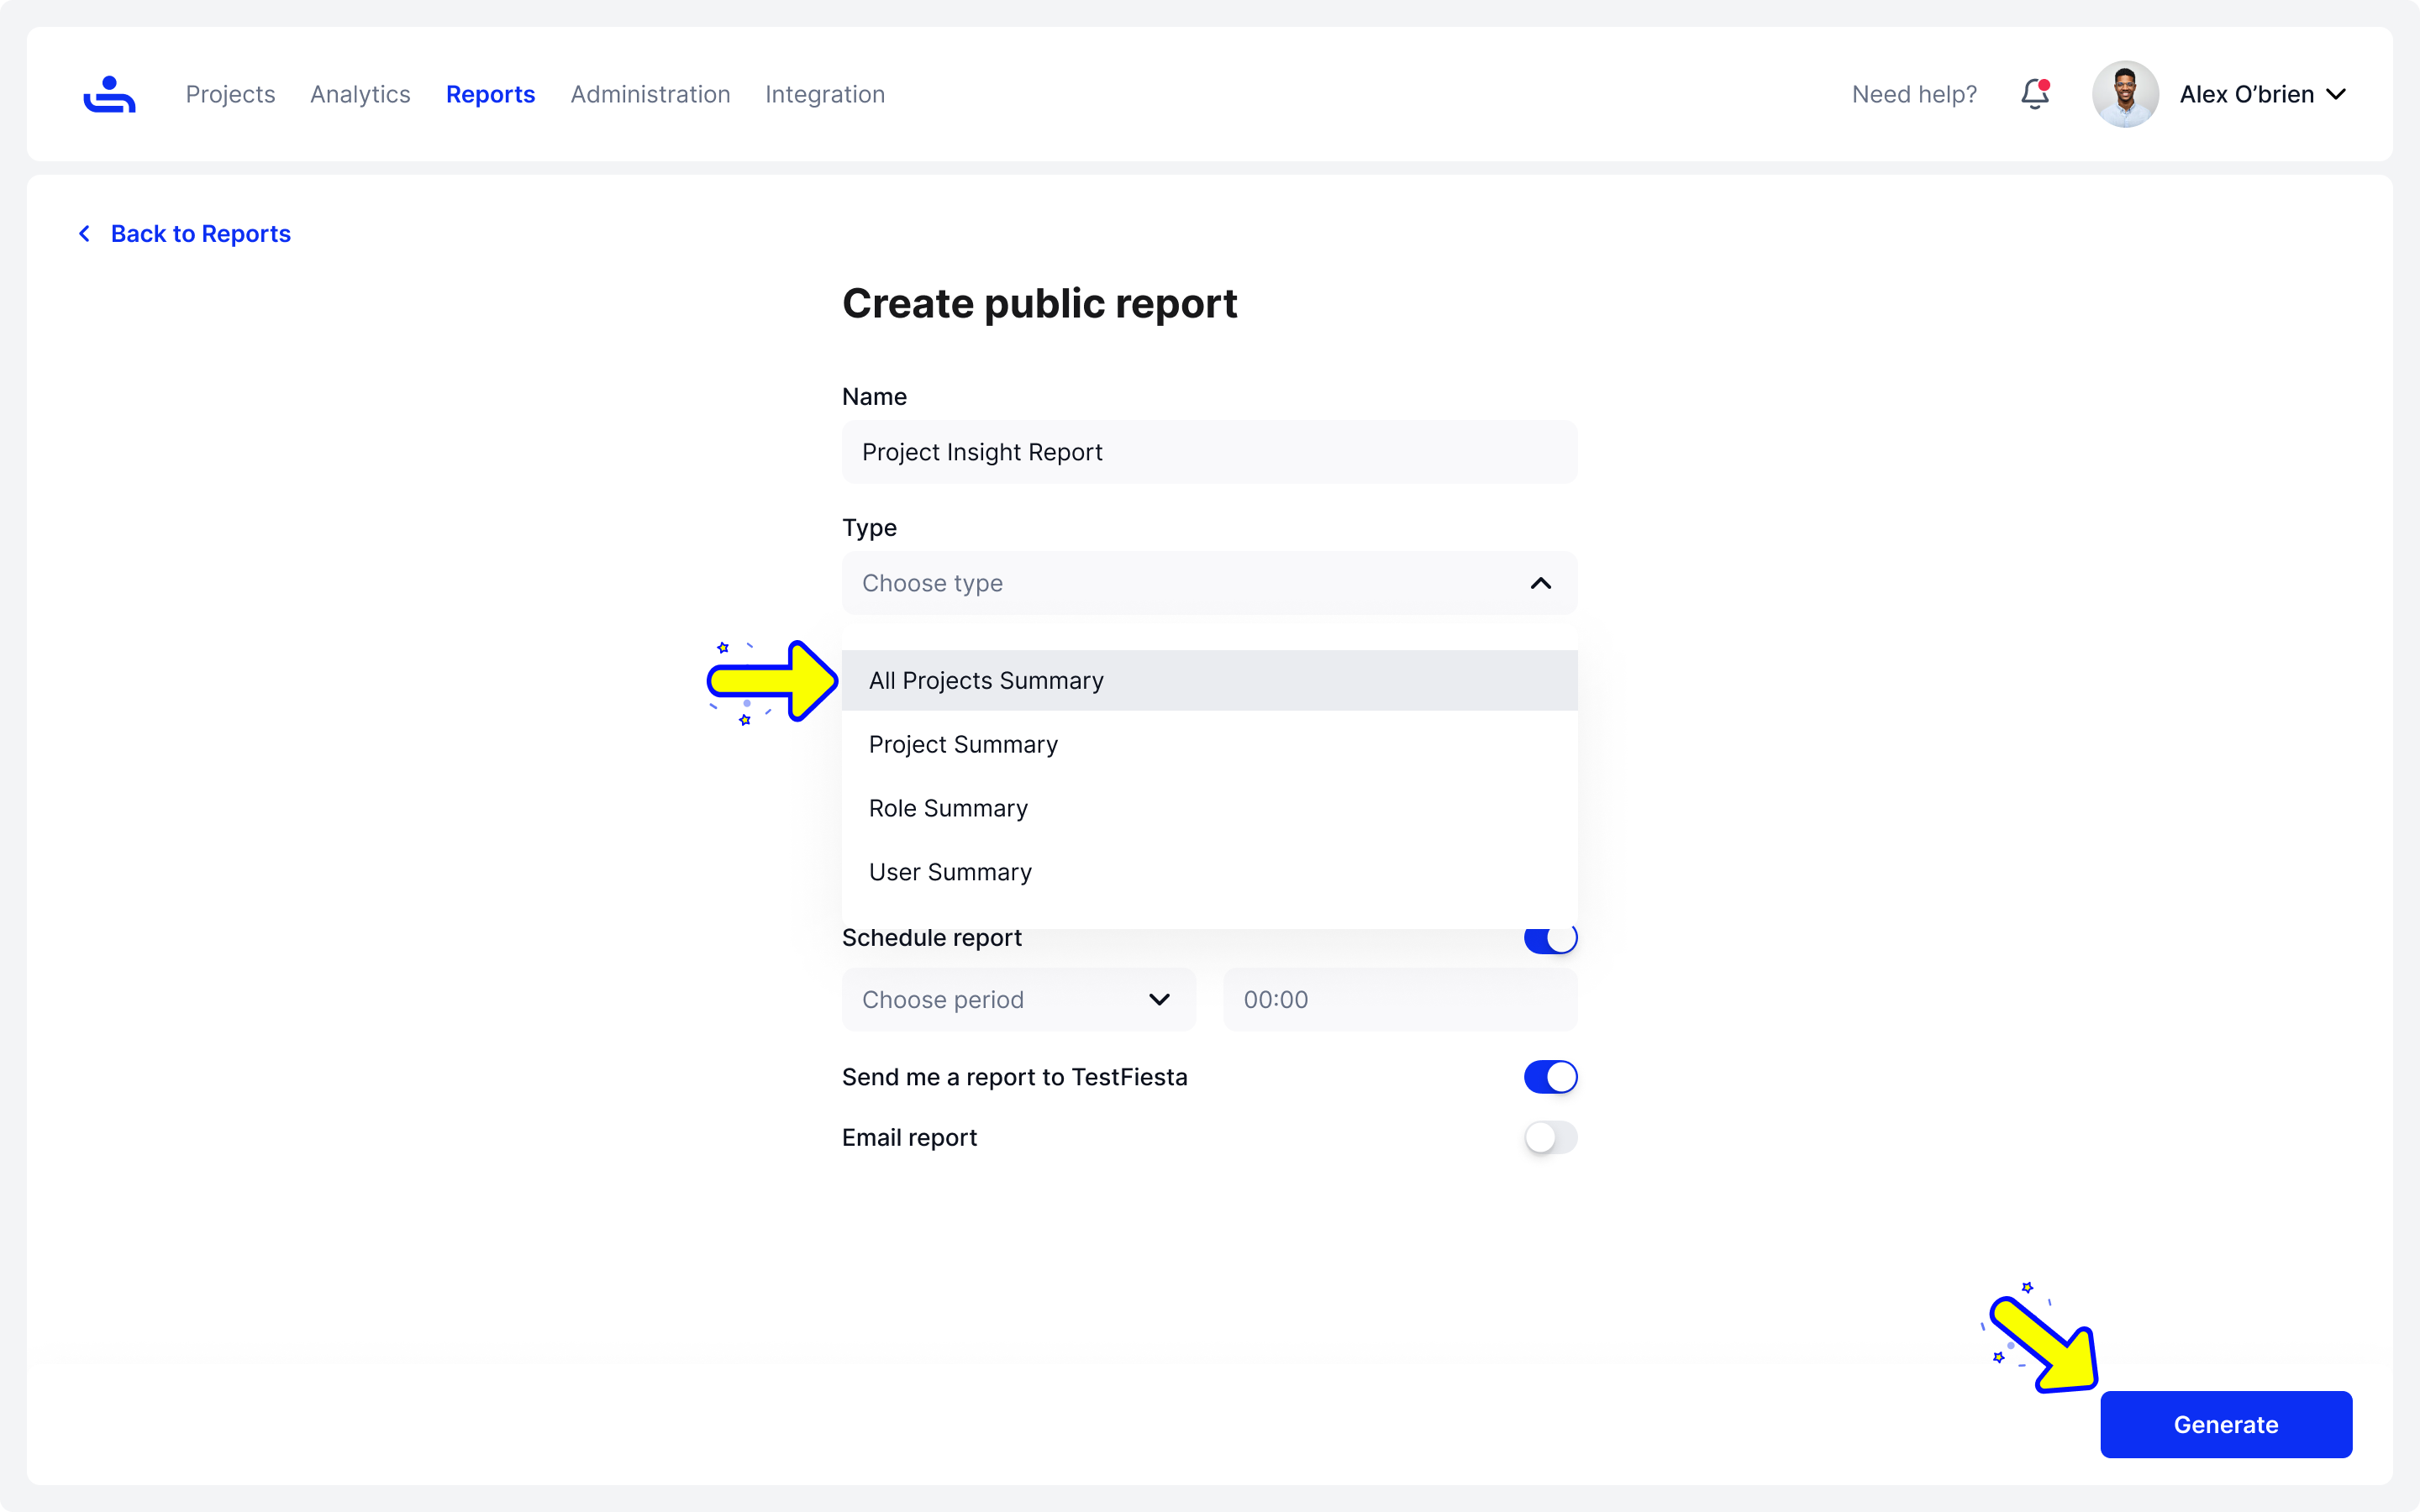 Projects Analytics Reports Administration Integration Need help? Alex O’brien
Back to Reports
Create public report
Name
Project Insight Report
Type
Choose type
All Projects Summary
Project Summary
Role Summary
User Summary
Schedule report
Choose period 00:00
Send me a report to TestFiesta
Email report
Generate